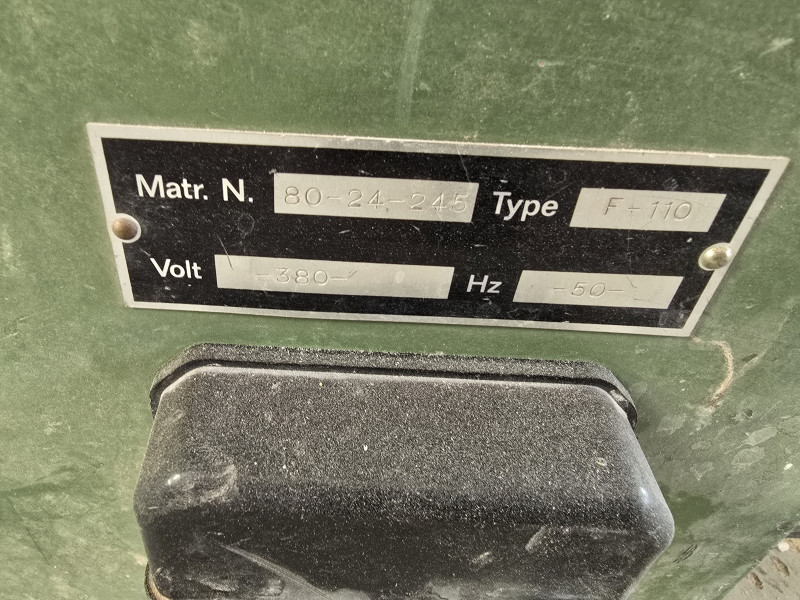 Matr. N. 80-24-245 Type F-110
Volt -380- Hz -50-